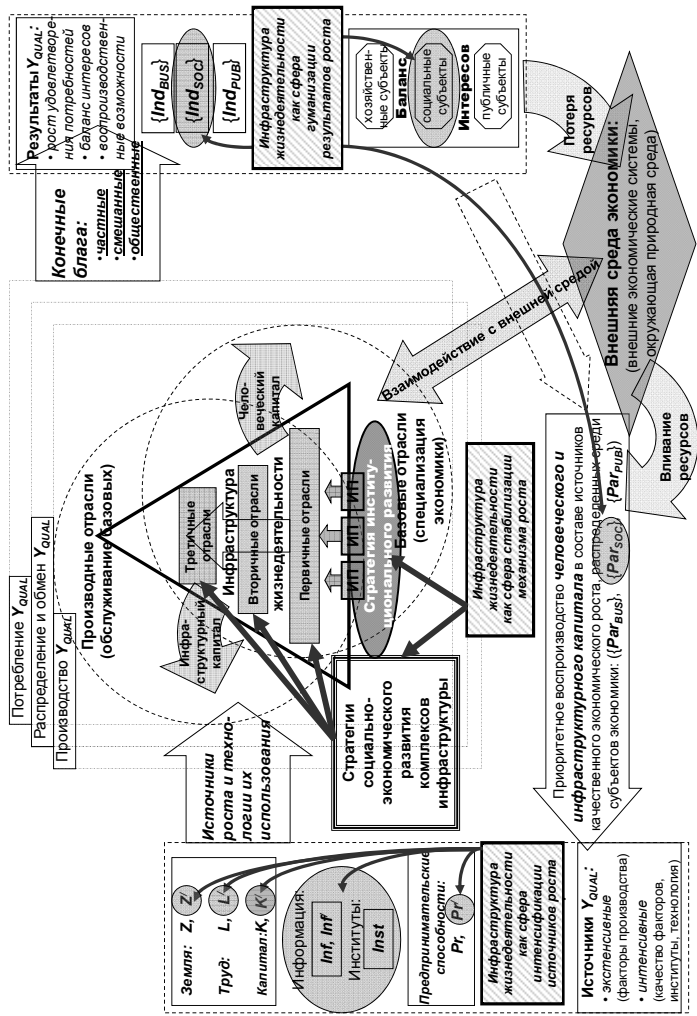 Потребление Y_QUAL
Распределение и обмен Y_QUAL
Производство Y_QUAL
Земля: Z, Z'
Труд: L, L'
Капитал: K, K'
Информация:
Inf, Inf'
Институты:
Inst
Предпринимательские
способности:
Pr, Pr'
Инфраструктура
жизнедеятельности
как сфера
интенсификации
источников роста
Источники Y_QUAL:
• экстенсивные
(факторы производства)
• интенсивные
(качество факторов,
институты, технология)
Источники
роста и техно-
логии их
использования
Стратегии
социально-
экономического
развития
комплексов
инфраструктуры
Производные отрасли
(обслуживание базовых)
Инфра-
структурный
капитал
Третичные
отрасли
Инфраструктура
Вторичные отрасли
жизнедеятельности
Первичные отрасли
Чело-
веческий
капитал
ИП ИП ИП
Стратегия институ-
ционального развития
Базовые отрасли
(специализация
экономики)
Инфраструктура
жизнедеятельности
как сфера стабилизации
механизма роста
Приоритетное воспроизводство человеческого и
инфраструктурного капитала в составе источников
качественного экономического роста, распределенных среди
субъектов экономики: ({Par_BUS}, {Par_SOC}, {Par_PUB})
Конечные
блага:
•частные
•смешанные
•общественные
Результаты Y_QUAL:
• рост удовлетворе-
ния потребностей
• баланс интересов
• воспроизводствен-
ные возможности
{Ind_BUS}
{Ind_SOC}
{Ind_PUB}
Инфраструктура
жизнедеятельности
как сфера
гуманизации
результатов роста
хозяйствен-
ные субъекты
Баланс
социальные
субъекты
Интересов
публичные
субъекты
Потеря
ресурсов
Взаимодействие с внешней средой
Внешняя среда экономики:
(внешние экономические системы,
окружающая природная среда)
Вливание
ресурсов